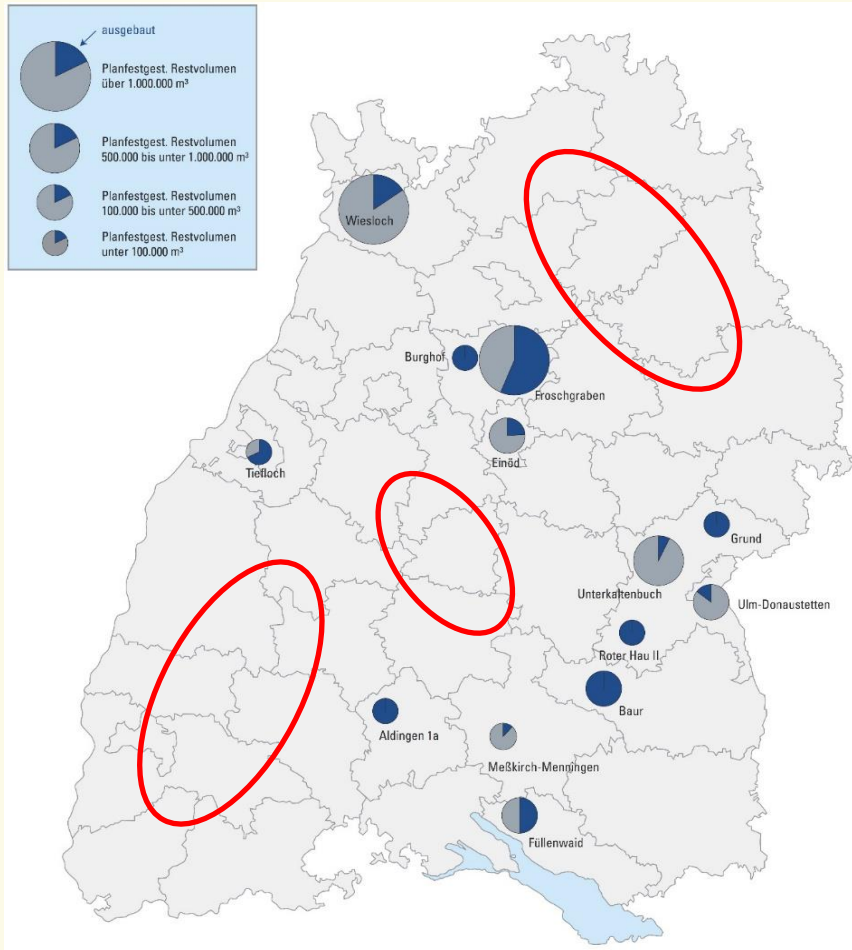 ausgebaut
Planfestgest. Restvolumen
über 1.000.000 m³
Planfestgest. Restvolumen
500.000 bis unter 1.000.000 m³
Planfestgest. Restvolumen
100.000 bis unter 500.000 m³
Planfestgest. Restvolumen
unter 100.000 m³
Wiesloch
Burghof
Froschgraben
Einöd
Tiefloch
Grund
Unterkaltenbuch
Ulm-Donaustetten
Roter Hau II
Baur
Aldingen 1a
Meßkirch-Menningen
Füllenwaid